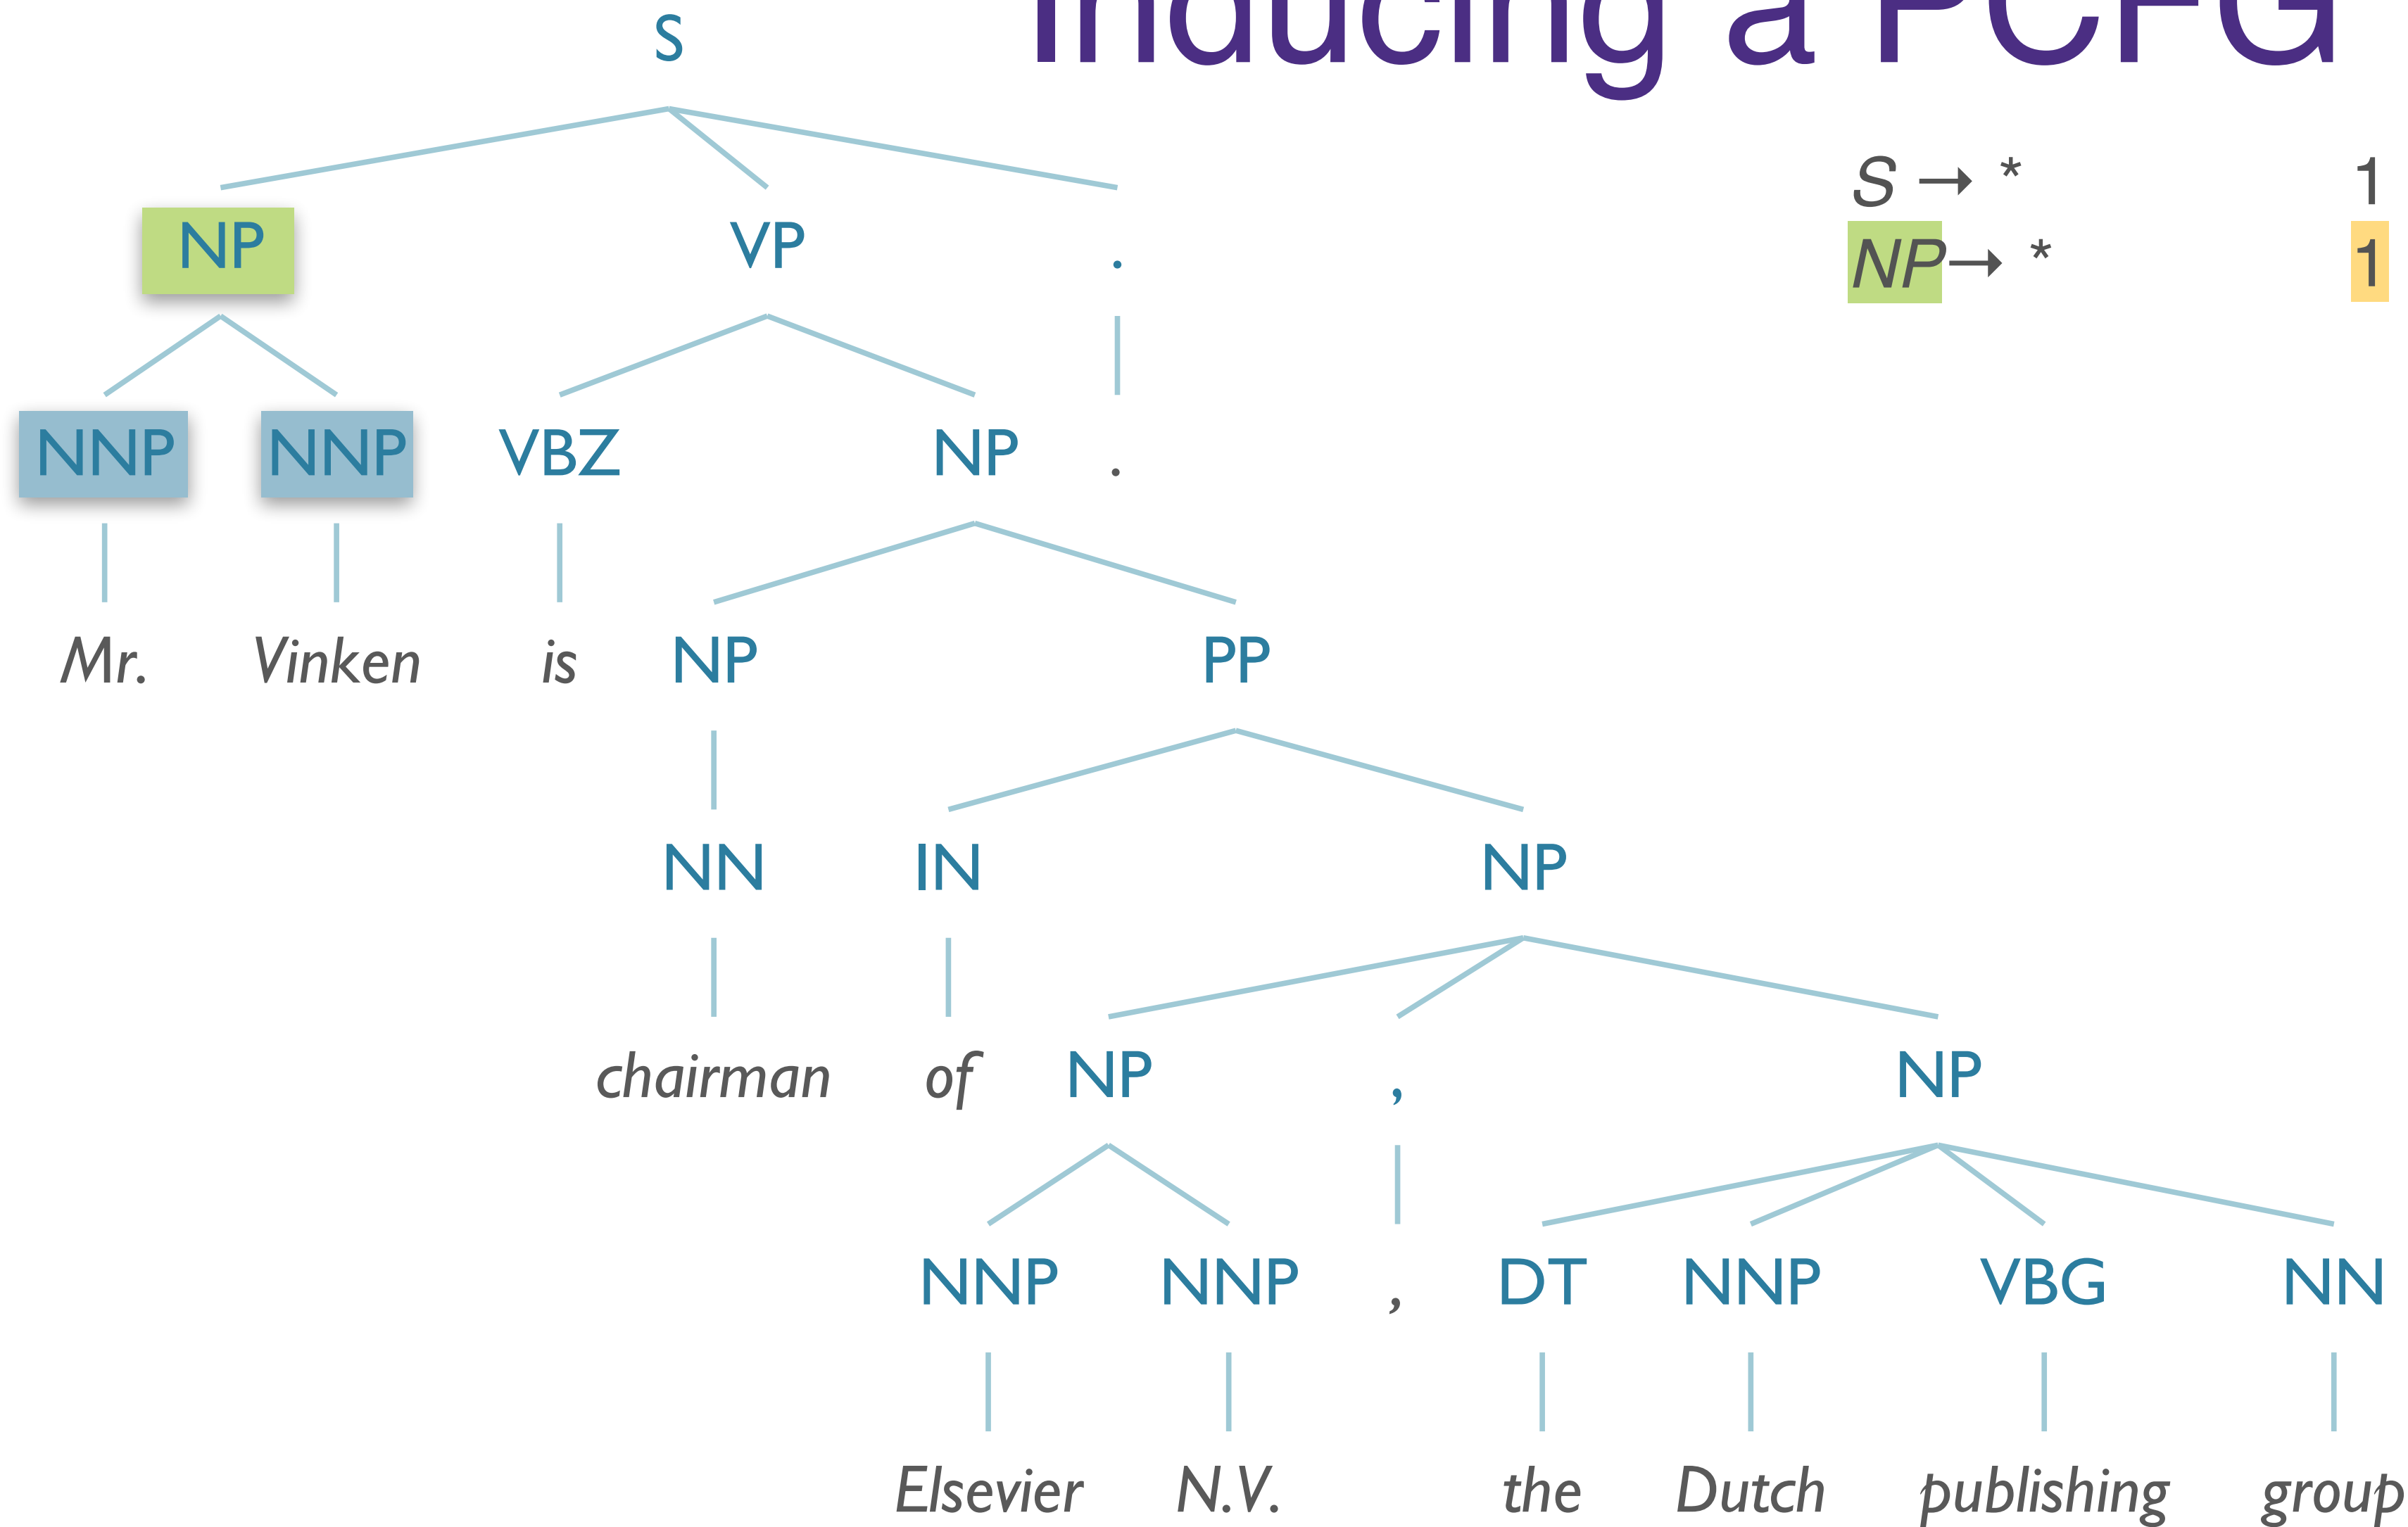 Inducing a PCFG
S
S → * 1
NP VP .
NP → * 1
NNP NNP VBZ NP .
Mr. Vinken is NP PP
NN IN NP
chairman of NP , NP
NNP NNP , DT NNP VBG NN
Elsevier N.V. the Dutch publishing group